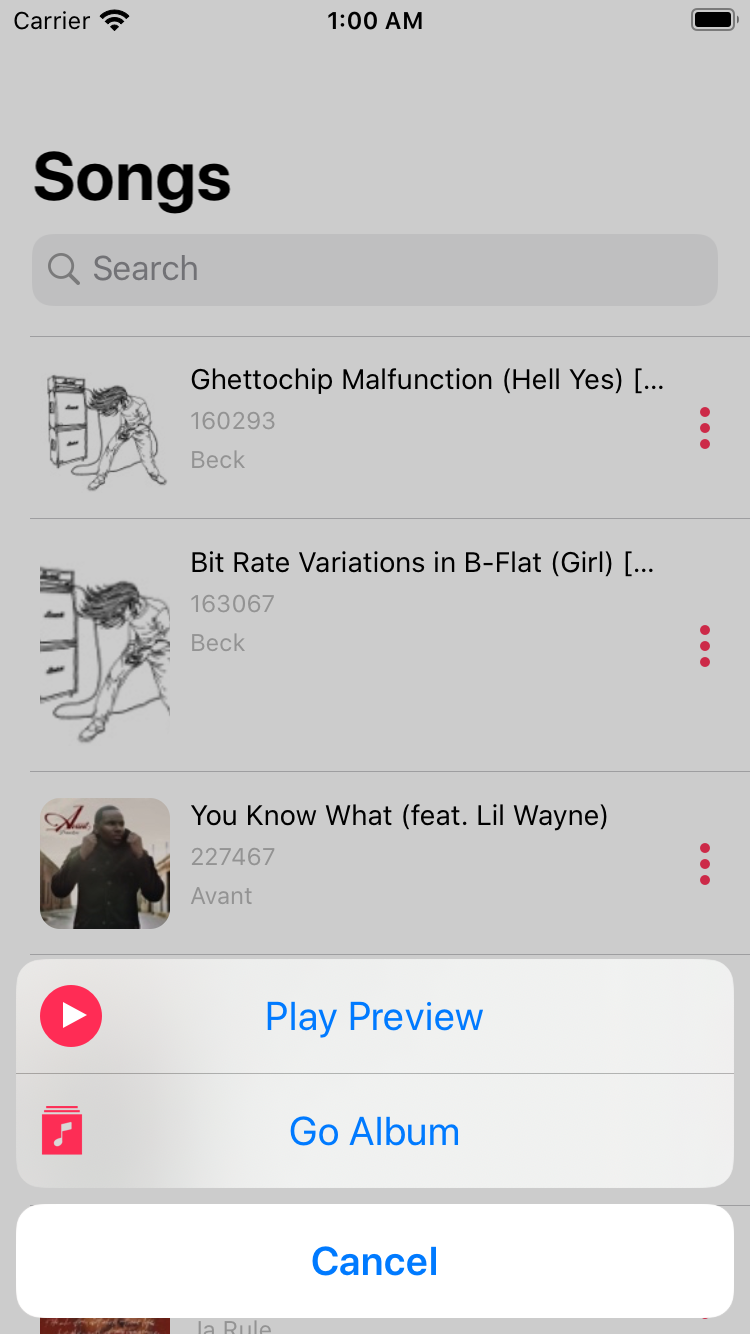 Carrier 1:00 AM
Songs
Search
Ghettochip Malfunction (Hell Yes) [...
160293
Beck
Bit Rate Variations in B-Flat (Girl) [...
163067
Beck
You Know What (feat. Lil Wayne)
227467
Avant
Play Preview
Go Album
Cancel
Ja Rule